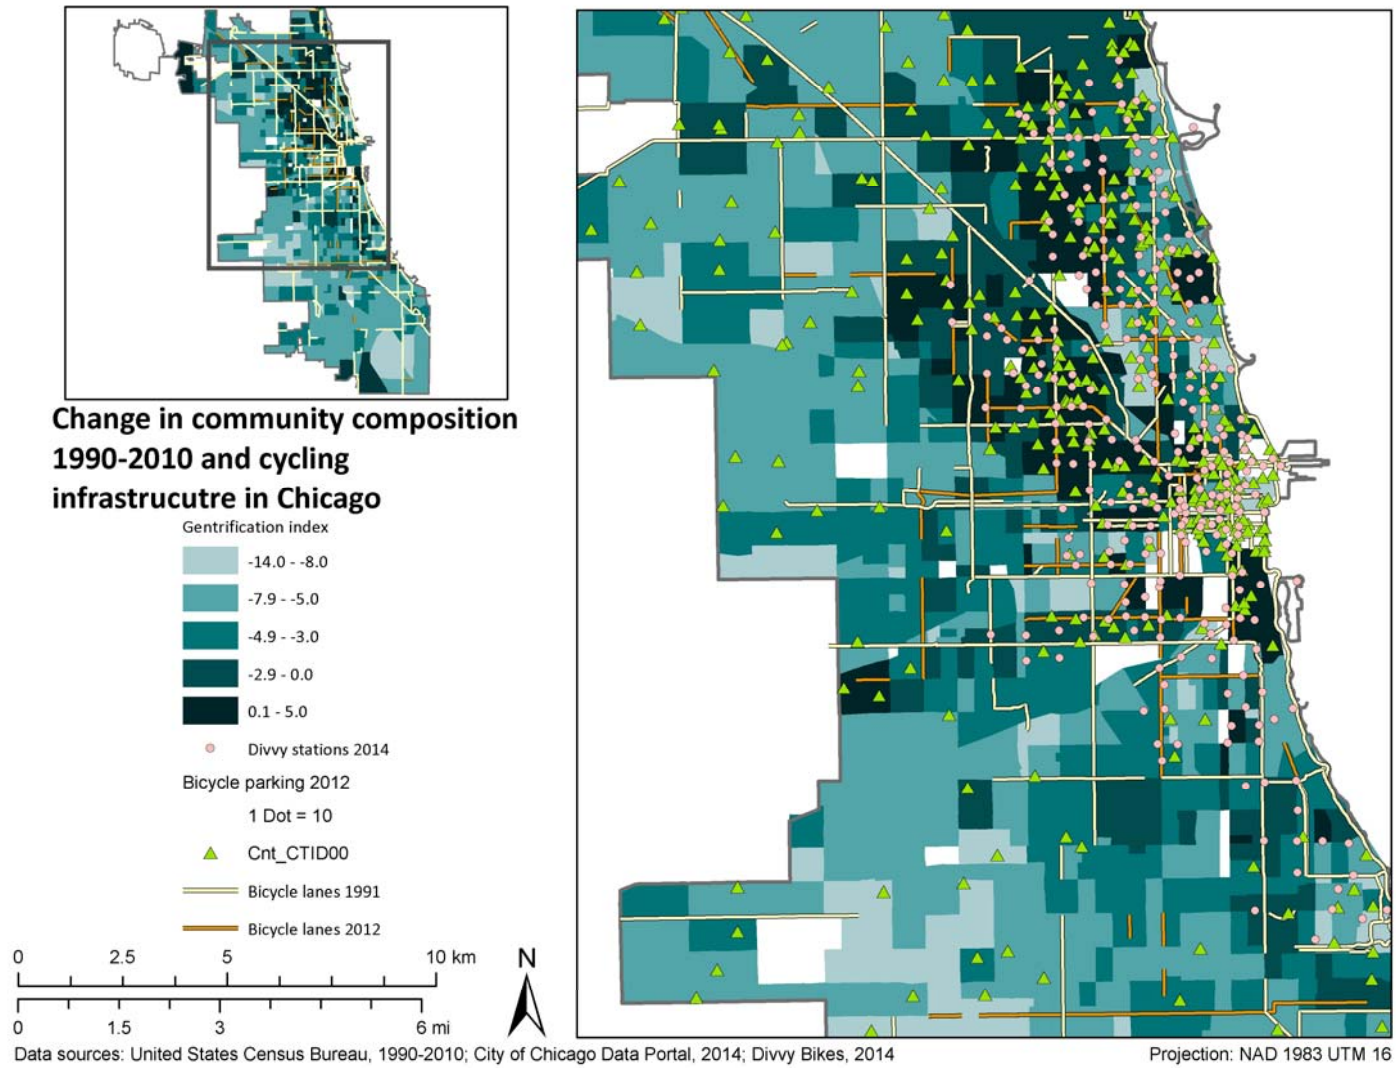 Change in community composition
1990-2010 and cycling
infrastrucutre in Chicago
Gentrification index
-14.0 - -8.0
-7.9 - -5.0
-4.9 - -3.0
-2.9 - 0.0
0.1 - 5.0
Divvy stations 2014
Bicycle parking 2012
1 Dot = 10
Cnt_CTID00
Bicycle lanes 1991
Bicycle lanes 2012
0 2.5 5 10 km
N
0 1.5 3 6 mi
Data sources: United States Census Bureau, 1990-2010; City of Chicago Data Portal, 2014; Divvy Bikes, 2014
Projection: NAD 1983 UTM 16